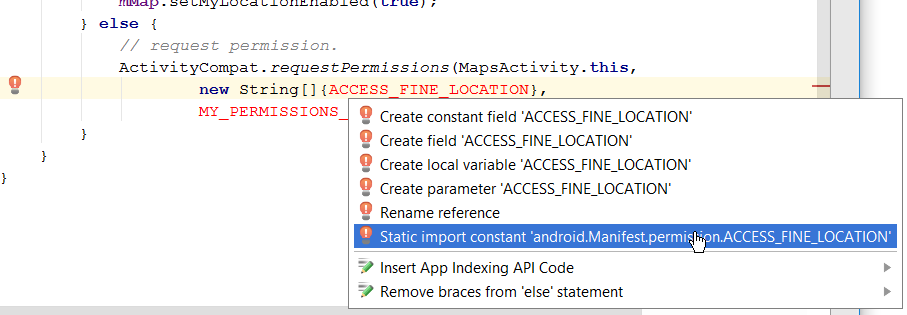 mMap.setMyLocationEnabled(true);
} else {
// request permission.
ActivityCompat.requestPermissions(MapsActivity.this,
new String[]{ACCESS_FINE_LOCATION},
MY_PERMISSIONS_
}
}
}
Create constant field 'ACCESS_FINE_LOCATION'
Create field 'ACCESS_FINE_LOCATION'
Create local variable 'ACCESS_FINE_LOCATION'
Create parameter 'ACCESS_FINE_LOCATION'
Rename reference
Static import constant 'android.Manifest.permission.ACCESS_FINE_LOCATION'
Insert App Indexing API Code
Remove braces from 'else' statement